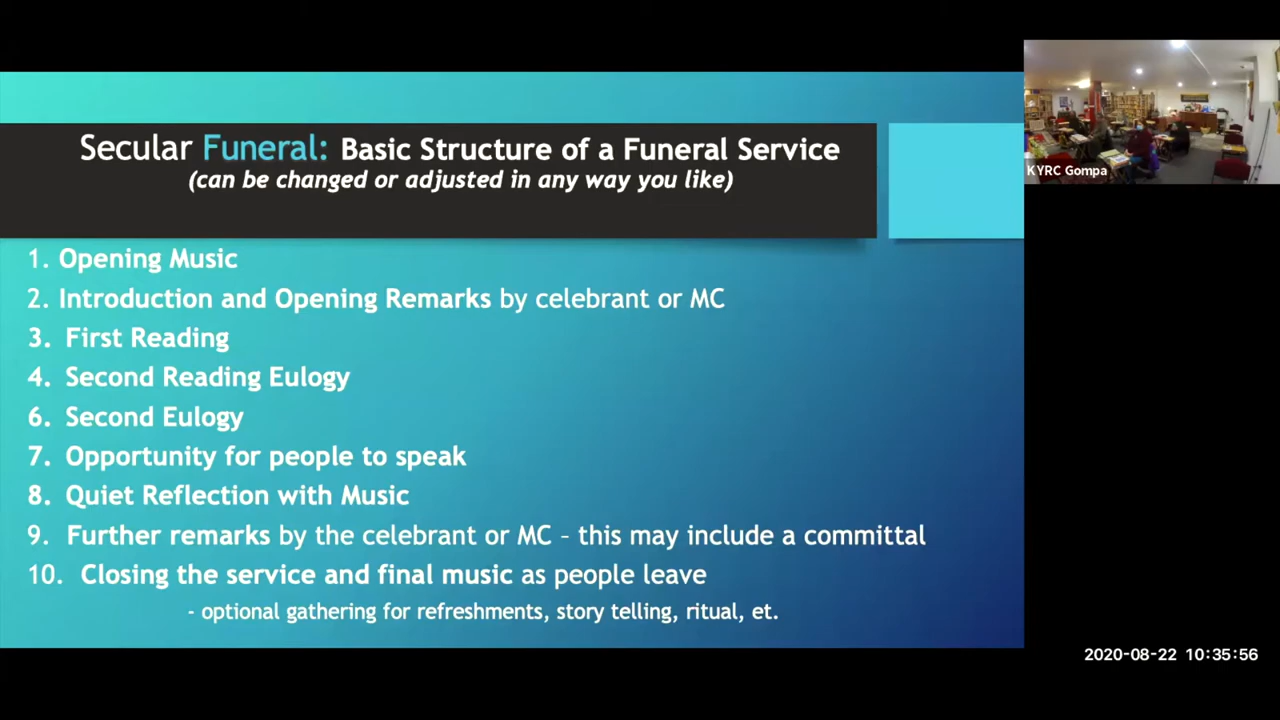 Secular Funeral: Basic Structure of a Funeral Service
(can be changed or adjusted in any way you like)
KYRC Gompa
1. Opening Music
2. Introduction and Opening Remarks by celebrant or MC
3. First Reading
4. Second Reading Eulogy
6. Second Eulogy
7. Opportunity for people to speak
8. Quiet Reflection with Music
9. Further remarks by the celebrant or MC – this may include a committal
10. Closing the service and final music as people leave
- optional gathering for refreshments, story telling, ritual, et.
2020-08-22 10:35:56